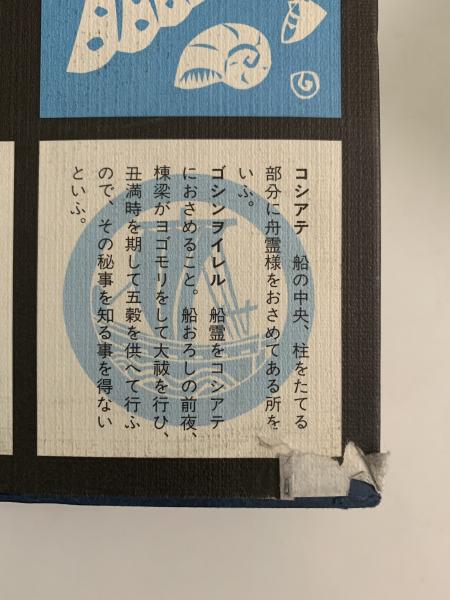 コシアテ　船の中央、柱をたてる
部分に舟霊様をおさめてある所を
いふ。
ゴシンヲイレル　船霊をコシアテ
におさめること。船おろしの前夜、
棟梁がヨゴモリをして大祓を行ひ、
丑満時を期して五穀を供へて行ふ
ので、その秘事を知る事を得ない
といふ。